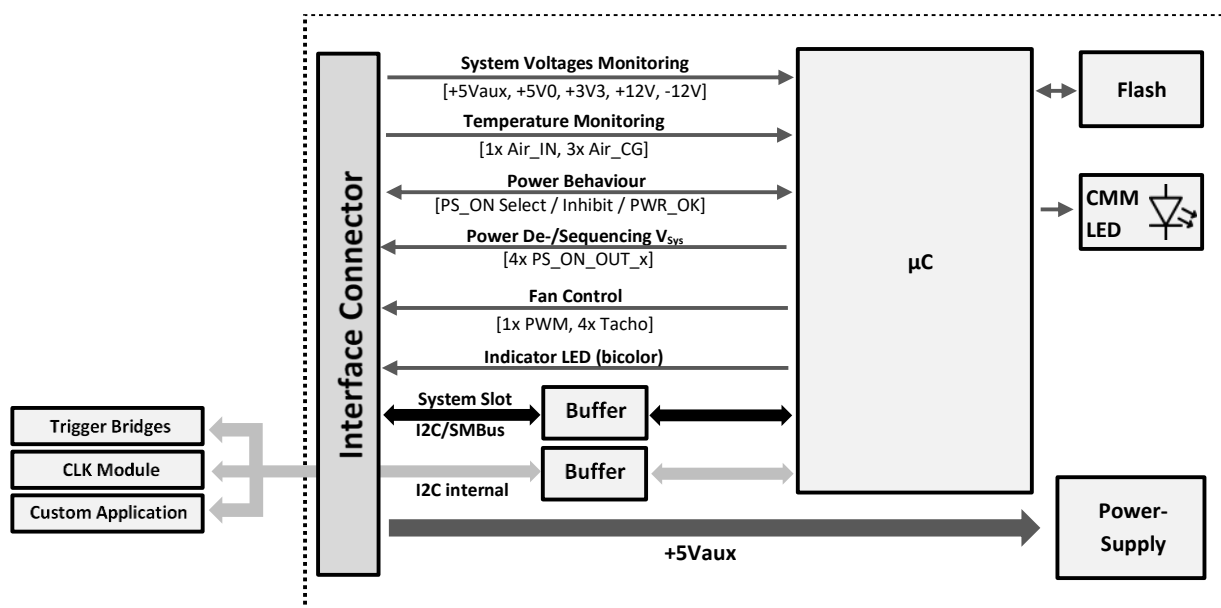 System Voltages Monitoring
[+5Vaux, +5V0, +3V3, +12V, -12V]
Temperature Monitoring
[1x Air_IN, 3x Air_CG]
Power Behaviour
[PS_ON Select / Inhibit / PWR_OK]
Power De-/Sequencing VSys
[4x PS_ON_OUT_x]
Fan Control
[1x PWM, 4x Tacho]
Indicator LED (bicolor)
System Slot
I2C/SMBus
Buffer
Buffer
I2C internal
+5Vaux
Interface Connector
µC
Flash
CMM
LED
Power-
Supply
Trigger Bridges
CLK Module
Custom Application